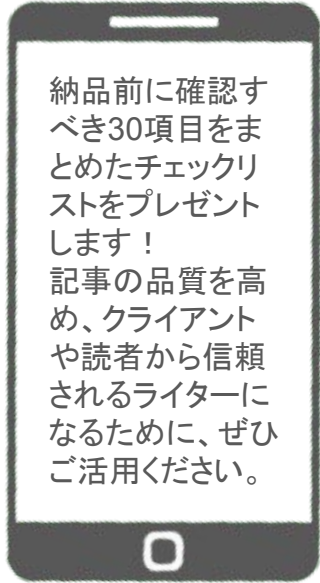 納品前に確認す
べき30項目をま
とめたチェックリ
ストをプレゼント
します！
記事の品質を高
め、クライアント
や読者から信頼
されるライターに
なるために、ぜひ
ご活用ください。